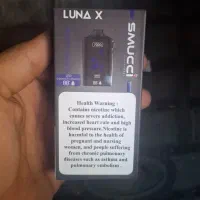 LUNA X
SMUCCI
Health Warning :
Contains nicotine which
causes severe addiction,
increased heart rate and high
blood pressure.Nicotine is
harmful to the health of
pregnant and nursing
women, and people suffering
from chronic pulmonary
diseases such as asthma and
pulmonary embolism .